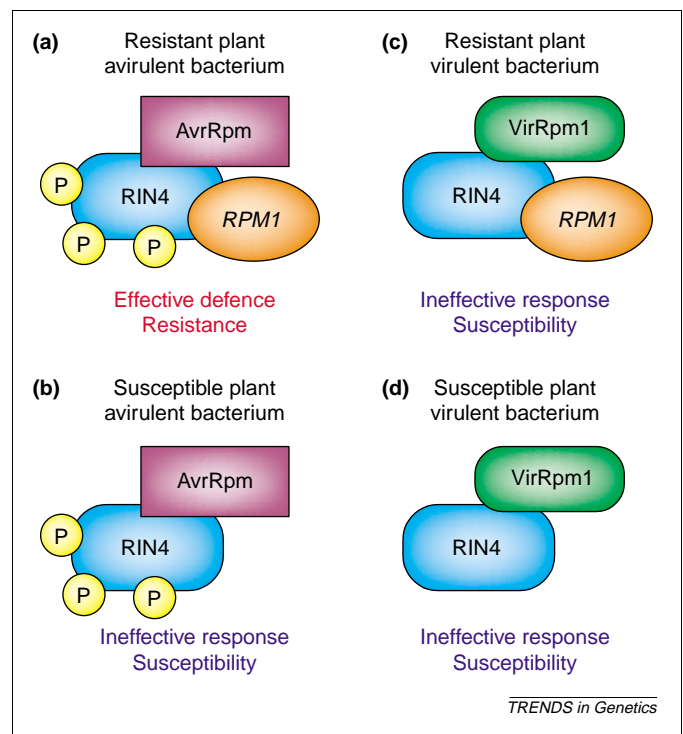 (a)
Resistant plant
avirulent bacterium
AvrRpm
P
RIN4
RPM1
P
P
Effective defence
Resistance
(c)
Resistant plant
virulent bacterium
VirRpm1
RIN4
RPM1
Ineffective response
Susceptibility
(b)
Susceptible plant
avirulent bacterium
AvrRpm
P
RIN4
P
P
Ineffective response
Susceptibility
(d)
Susceptible plant
virulent bacterium
VirRpm1
RIN4
Ineffective response
Susceptibility
TRENDS in Genetics